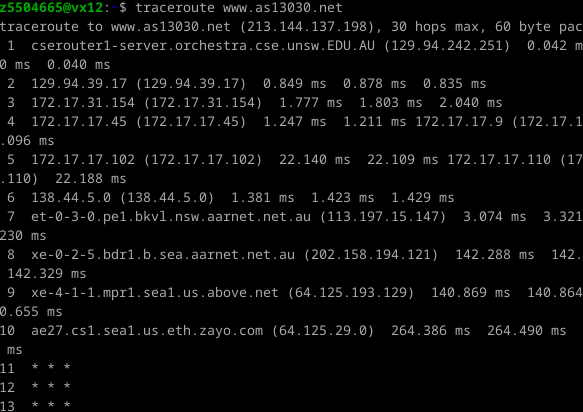 z5504665@vx12:~$ traceroute www.as13030.net
traceroute to www.as13030.net (213.144.137.198), 30 hops max, 60 byte pac
 1  cserouter1-server.orchestra.cse.unsw.EDU.AU (129.94.242.251)  0.042 m
0 ms  0.040 ms
 2  129.94.39.17 (129.94.39.17)  0.849 ms  0.878 ms  0.835 ms
 3  172.17.31.154 (172.17.31.154)  1.777 ms  1.803 ms  2.040 ms
 4  172.17.17.45 (172.17.17.45)  1.247 ms  1.211 ms 172.17.17.9 (172.17.1
.096 ms
 5  172.17.17.102 (172.17.17.102)  22.140 ms  22.109 ms 172.17.17.110 (17
.110)  22.188 ms
 6  138.44.5.0 (138.44.5.0)  1.381 ms  1.423 ms  1.429 ms
 7  et-0-3-0.pe1.bkvl.nsw.aarnet.net.au (113.197.15.147)  3.074 ms  3.321
230 ms
 8  xe-0-2-5.bdr1.b.sea.aarnet.net.au (202.158.194.121)  142.288 ms  142.
 142.329 ms
 9  xe-4-1-1.mpr1.sea1.us.above.net (64.125.193.129)  140.869 ms  140.864
0.655 ms
10  ae27.cs1.sea1.us.eth.zayo.com (64.125.29.0)  264.386 ms  264.490 ms
 ms
11  * * *
12  * * *
13  * * *